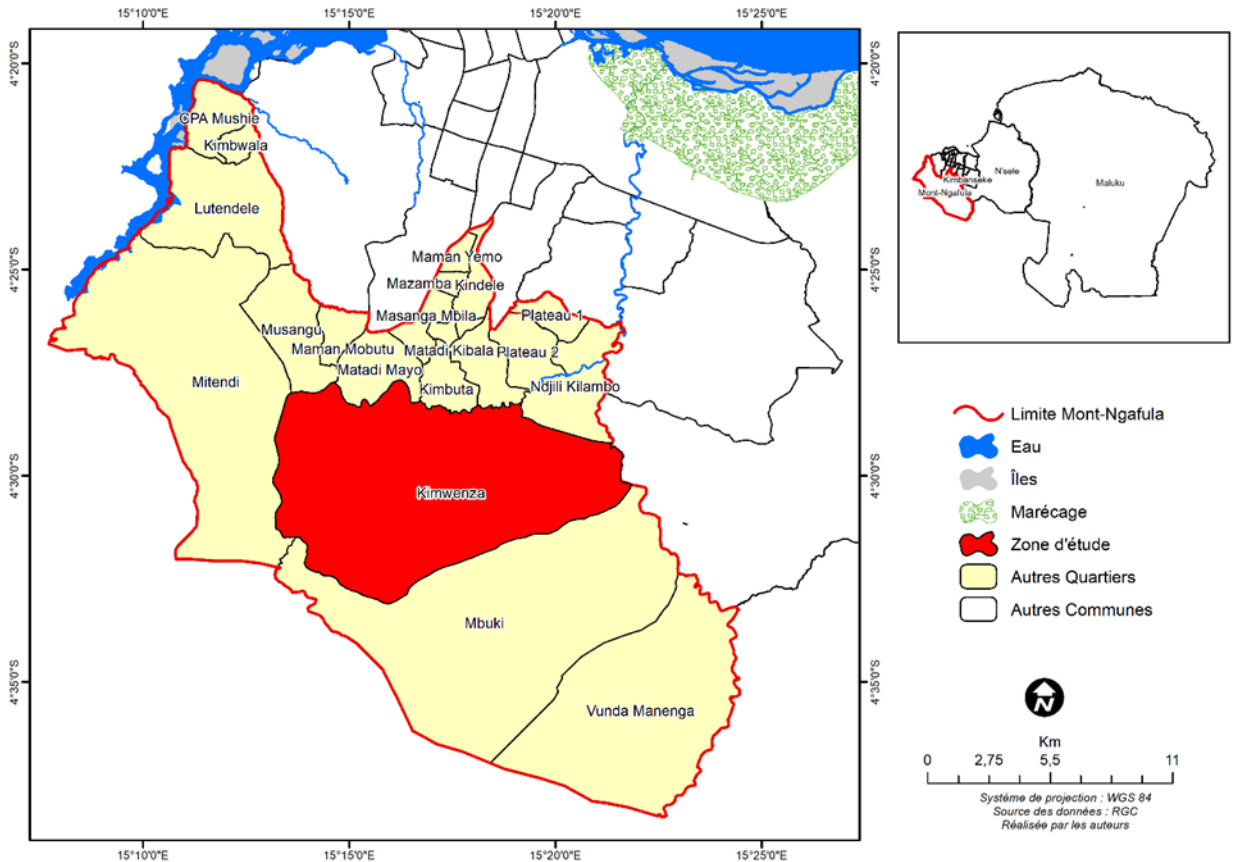 15°10'0"E
15°15'0"E
15°20'0"E
15°25'0"E
4°20'0"S
4°25'0"S
4°30'0"S
4°35'0"S
CPA Mushie
Kimbwala
Lutendele
Maman Yemo
Mazamba
Kindele
Masanga Mbila
Plateau 1
Musangu
Maman Mobutu
Matadi Kibala
Plateau 2
Matadi Mayo
Mitendi
Kimbuta
Ndjili Kilambo
Kimwenza
Mbuki
Vunda Manenga
4°20'0"S
4°25'0"S
4°30'0"S
4°35'0"S
15°10'0"E
15°15'0"E
15°20'0"E
15°25'0"E
N'sele
Kimbanseke
Maluku
Mont-Ngafula
Limite Mont-Ngafula
Eau
Îles
Marécage
Zone d'étude
Autres Quartiers
Autres Communes
N
Km
0
2,75
5,5
11
Système de projection : WGS 84
Source des données : RGC
Réalisée par les auteurs